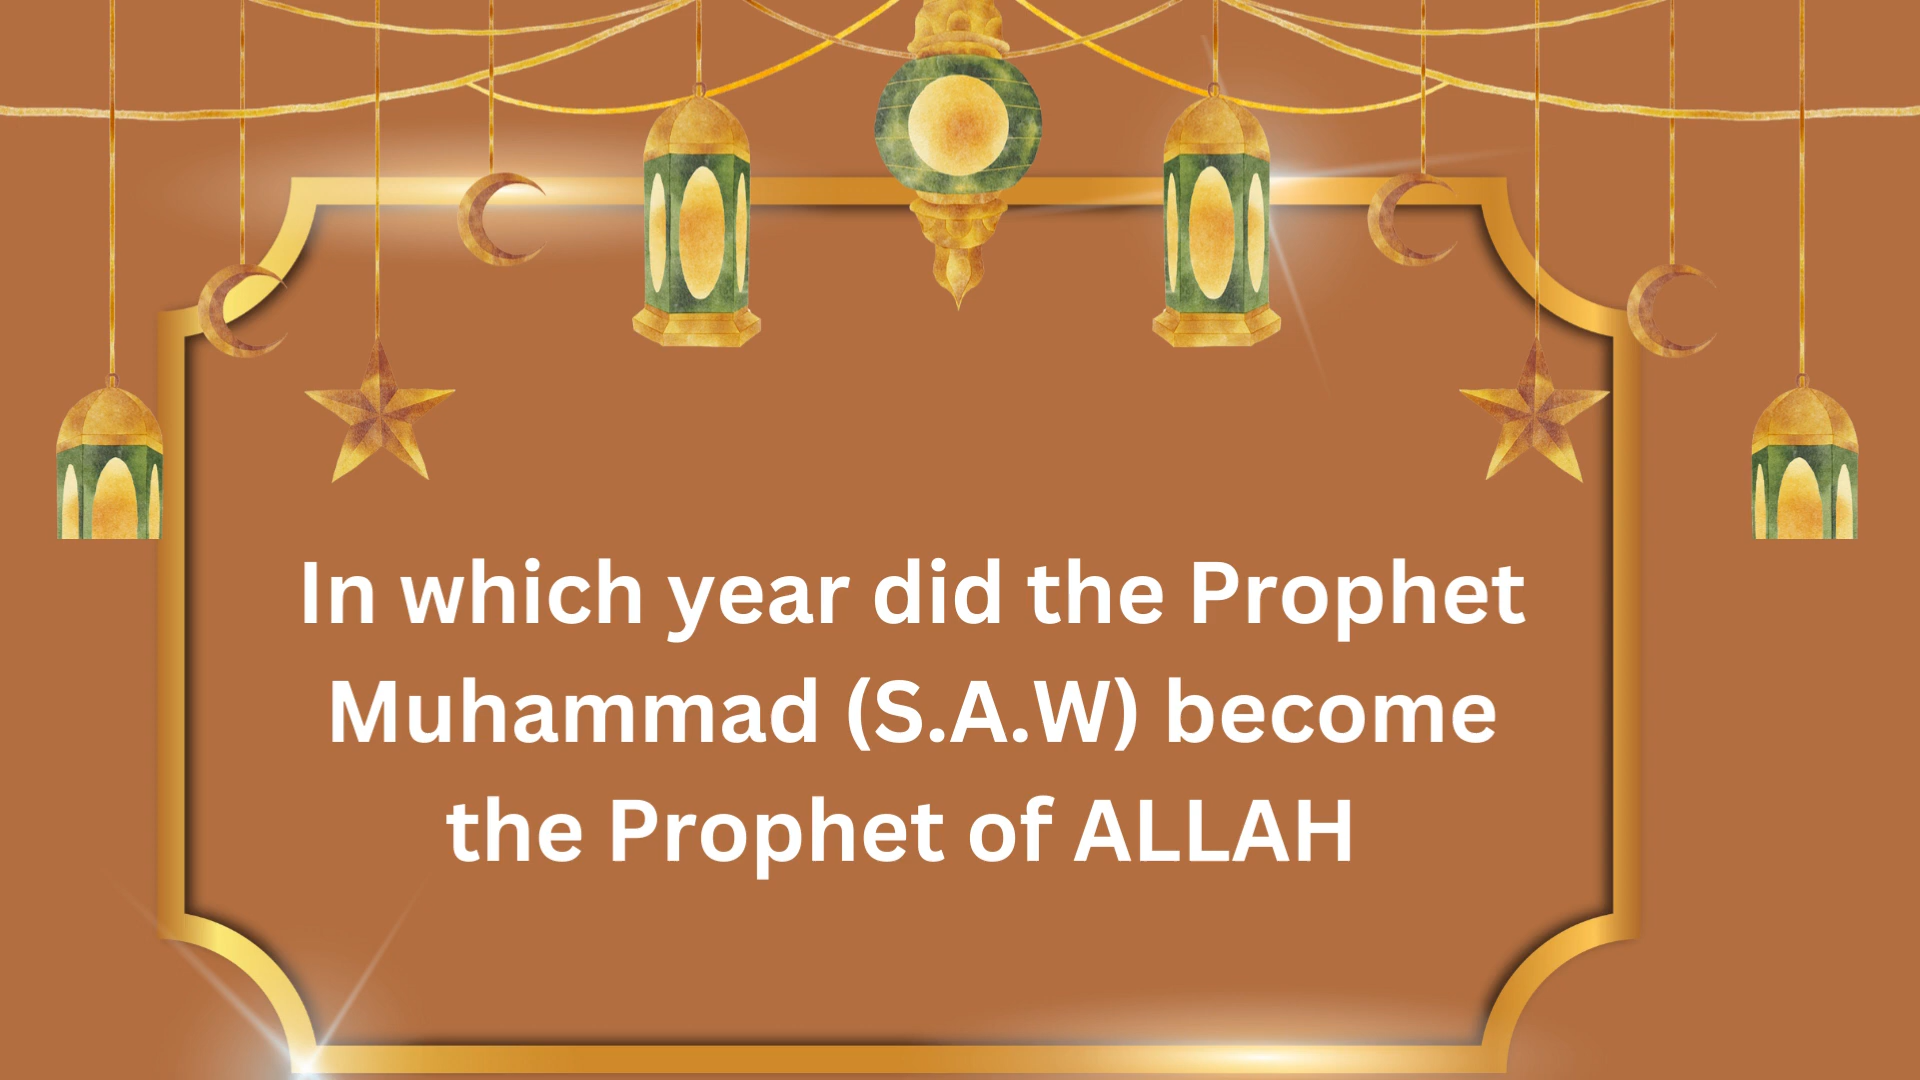 In which year did the Prophet
Muhammad (S.A.W) become
the Prophet of ALLAH